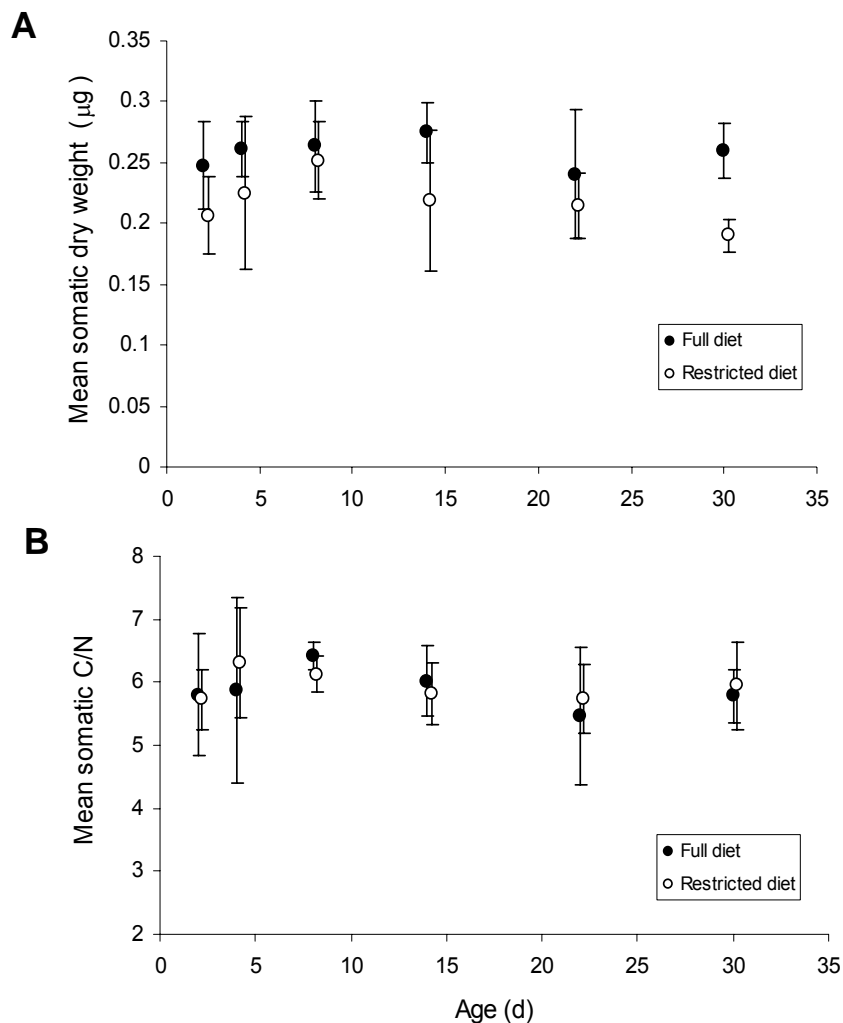 A
Mean somatic dry weight (μg )
0.35
0.3
0.25
0.2
0.15
0.1
0.05
0
0 5 10 15 20 25 30 35
Full diet
Restricted diet
B
Mean somatic C/N
8
7
6
5
4
3
2
0 5 10 15 20 25 30 35
Full diet
Restricted diet
Age (d)